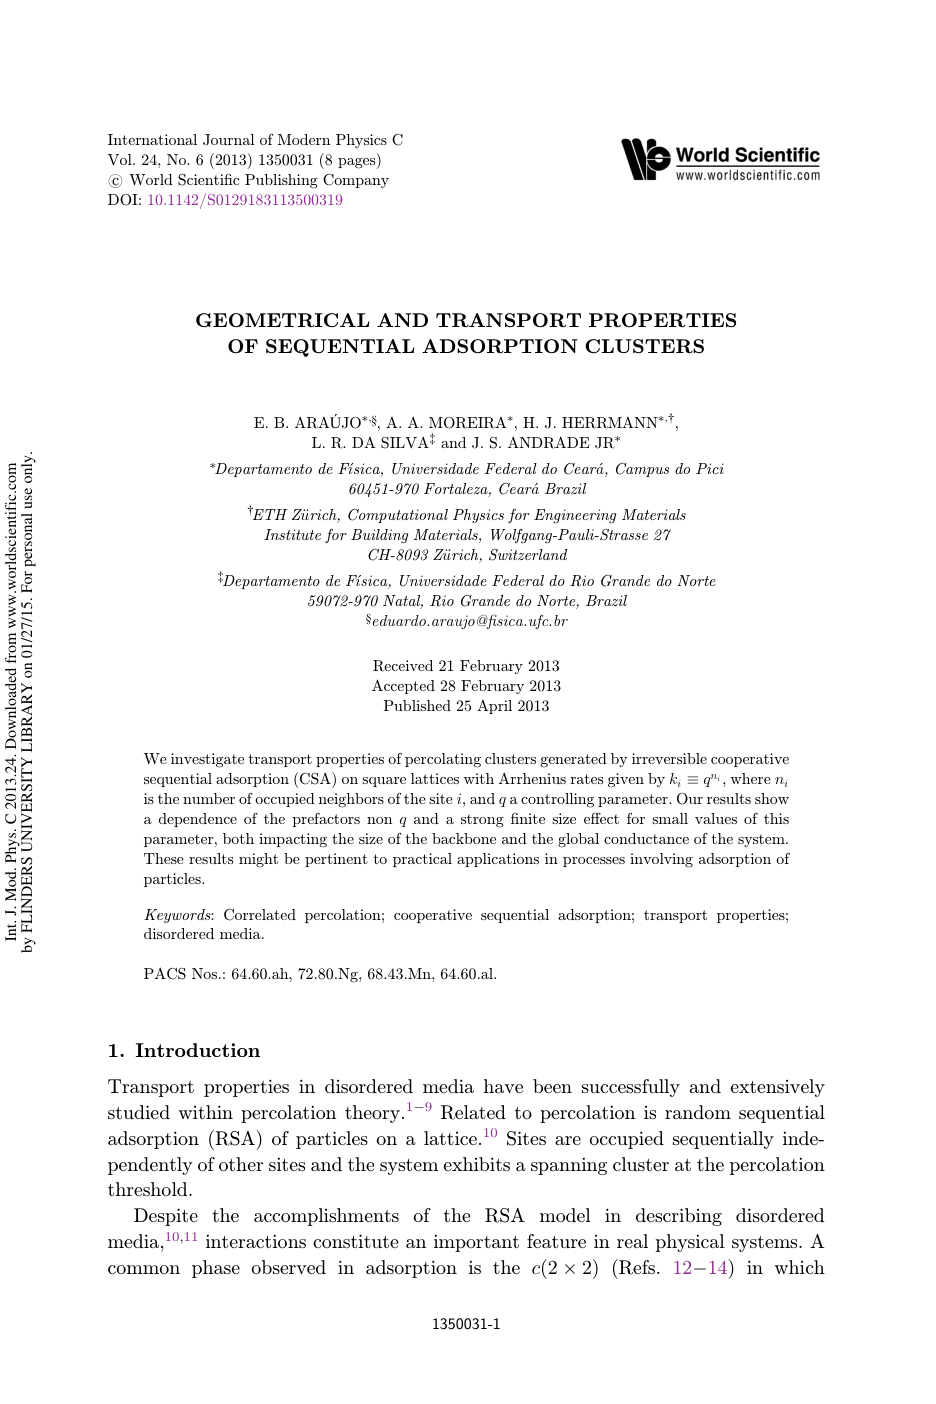 International Journal of Modern Physics C
Vol. 24, No. 6 (2013) 1350031 (8 pages)
© World Scientific Publishing Company
DOI: 10.1142/S0129183113500319
World Scientific
www.worldscientific.com
GEOMETRICAL AND TRANSPORT PROPERTIES
OF SEQUENTIAL ADSORPTION CLUSTERS
E. B. ARAÚJO*,§, A. A. MOREIRA*, H. J. HERRMANN*,†,
L. R. DA SILVA‡ and J. S. ANDRADE JR*
*Departamento de Física, Universidade Federal do Ceará, Campus do Pici
60451-970 Fortaleza, Ceará Brazil
†ETH Zürich, Computational Physics for Engineering Materials
Institute for Building Materials, Wolfgang-Pauli-Strasse 27
CH-8093 Zürich, Switzerland
‡Departamento de Física, Universidade Federal do Rio Grande do Norte
59072-970 Natal, Rio Grande do Norte, Brazil
§eduardo.araujo@fisica.ufc.br
Received 21 February 2013
Accepted 28 February 2013
Published 25 April 2013
We investigate transport properties of percolating clusters generated by irreversible cooperative
sequential adsorption (CSA) on square lattices with Arrhenius rates given by kᵢ ≡ q^{nᵢ}, where nᵢ
is the number of occupied neighbors of the site i, and q a controlling parameter. Our results show
a dependence of the prefactors non q and a strong finite size effect for small values of this
parameter, both impacting the size of the backbone and the global conductance of the system.
These results might be pertinent to practical applications in processes involving adsorption of
particles.
Keywords: Correlated percolation; cooperative sequential adsorption; transport properties;
disordered media.
PACS Nos.: 64.60.ah, 72.80.Ng, 68.43.Mn, 64.60.al.
1. Introduction
Transport properties in disordered media have been successfully and extensively
studied within percolation theory.1–9 Related to percolation is random sequential
adsorption (RSA) of particles on a lattice.10 Sites are occupied sequentially inde-
pendently of other sites and the system exhibits a spanning cluster at the percolation
threshold.
Despite the accomplishments of the RSA model in describing disordered
media,10,11 interactions constitute an important feature in real physical systems. A
common phase observed in adsorption is the c(2 × 2) (Refs. 12–14) in which
1350031-1
Int. J. Mod. Phys. C 2013.24. Downloaded from www.worldscientific.com
by FLINDERS UNIVERSITY LIBRARY on 01/27/15. For personal use only.